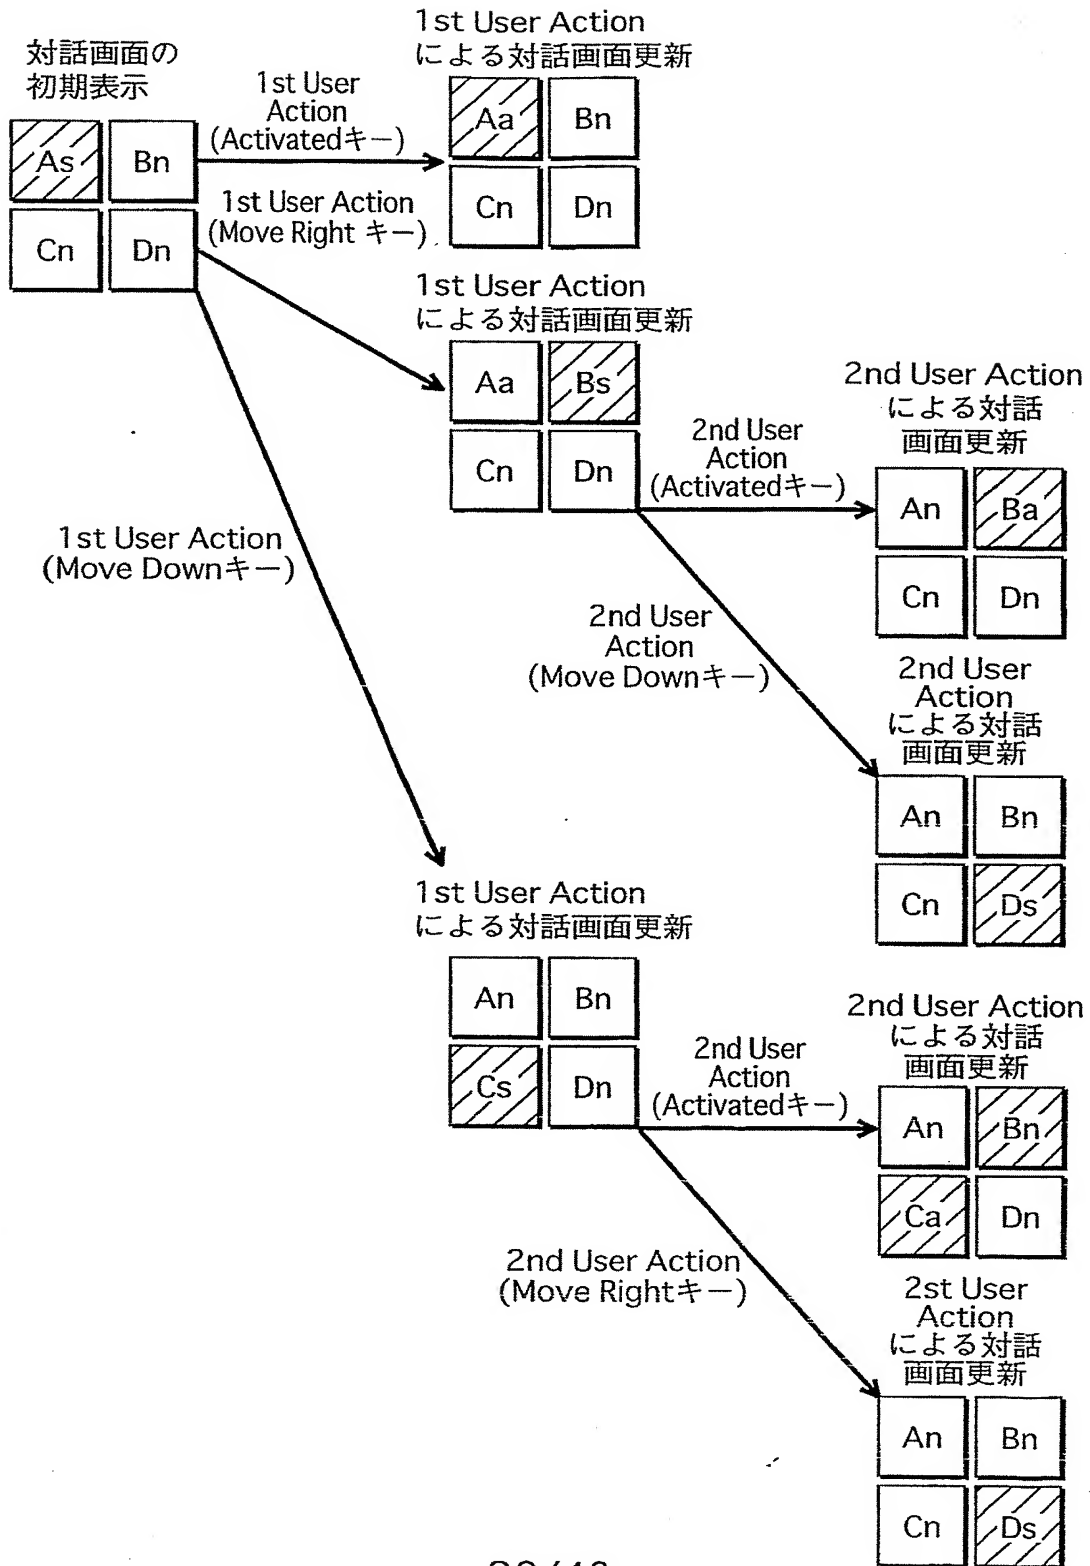 対話画面の
初期表示
As Bn
Cn Dn
1st User
Action
(Activatedキー)
1st User Action
(Move Right キー)
1st User Action
(Move Downキー)
1st User Action
による対話画面更新
Aa Bn
Cn Dn
1st User Action
による対話画面更新
Aa Bs
Cn Dn
2nd User
Action
(Activatedキー)
2nd User
Action
(Move Downキー)
2nd User Action
による対話
画面更新
An Ba
Cn Dn
2nd User
Action
による対話
画面更新
An Bn
Cn Ds
1st User Action
による対話画面更新
An Bn
Cs Dn
2nd User
Action
(Activatedキー)
2nd User Action
(Move Rightキー)
2nd User Action
による対話
画面更新
An Bn
Ca Dn
2st User
Action
による対話
画面更新
An Bn
Cn Ds